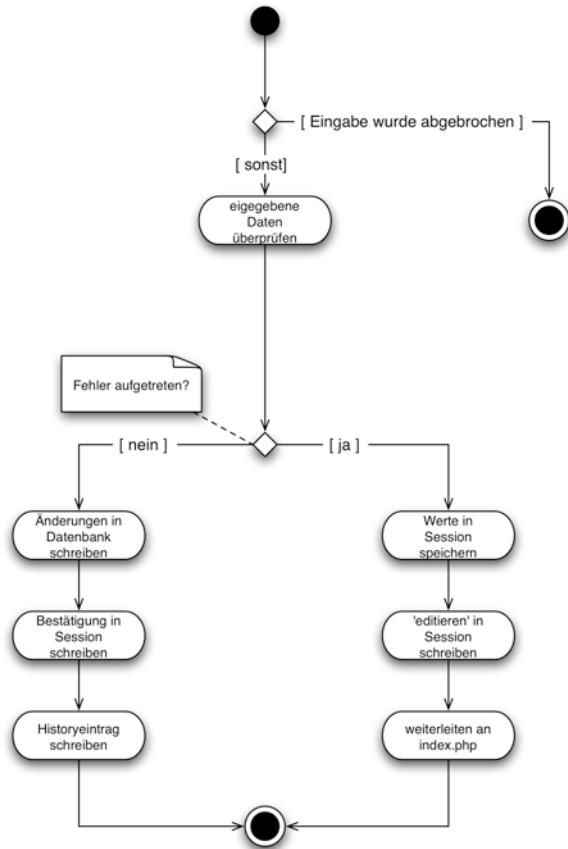 [ Eingabe wurde abgebrochen ]
[ sonst]
eigegebene
Daten
überprüfen
Fehler aufgetreten?
[ nein ]
[ ja ]
Änderungen in
Datenbank
schreiben
Werte in
Session
speichern
Bestätigung in
Session
schreiben
'editieren' in
Session
schreiben
Historyeintrag
schreiben
weiterleiten an
index.php